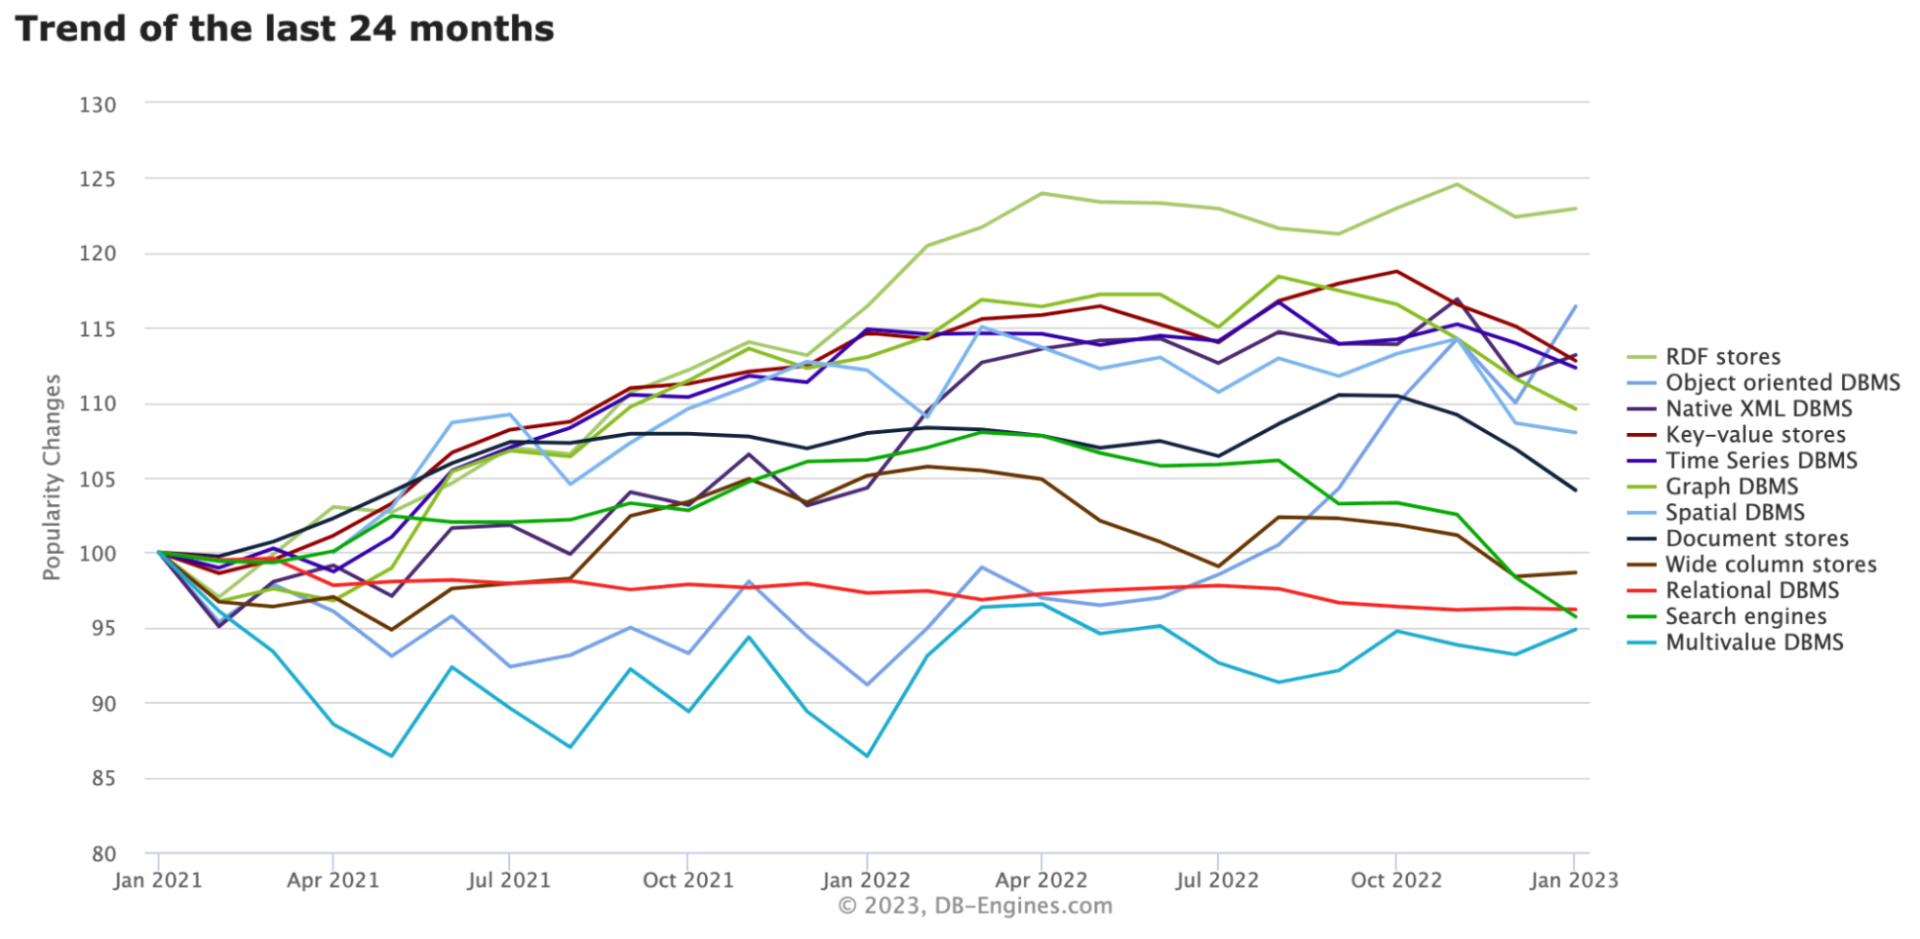 Trend of the last 24 months
130
125
120
115
110
105
100
95
90
85
80
Popularity Changes
Jan 2021
Apr 2021
Jul 2021
Oct 2021
Jan 2022
Apr 2022
Jul 2022
Oct 2022
Jan 2023
© 2023, DB-Engines.com
RDF stores
Object oriented DBMS
Native XML DBMS
Key-value stores
Time Series DBMS
Graph DBMS
Spatial DBMS
Document stores
Wide column stores
Relational DBMS
Search engines
Multivalue DBMS